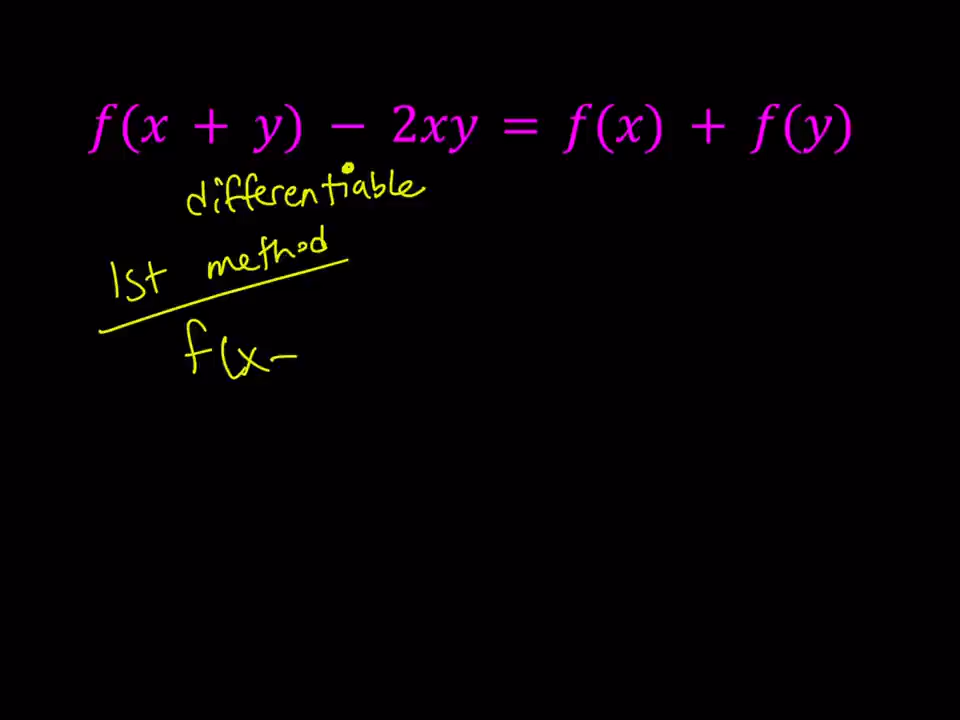 f(x + y) − 2xy = f(x) + f(y)
differentiable
1st method
f(x-